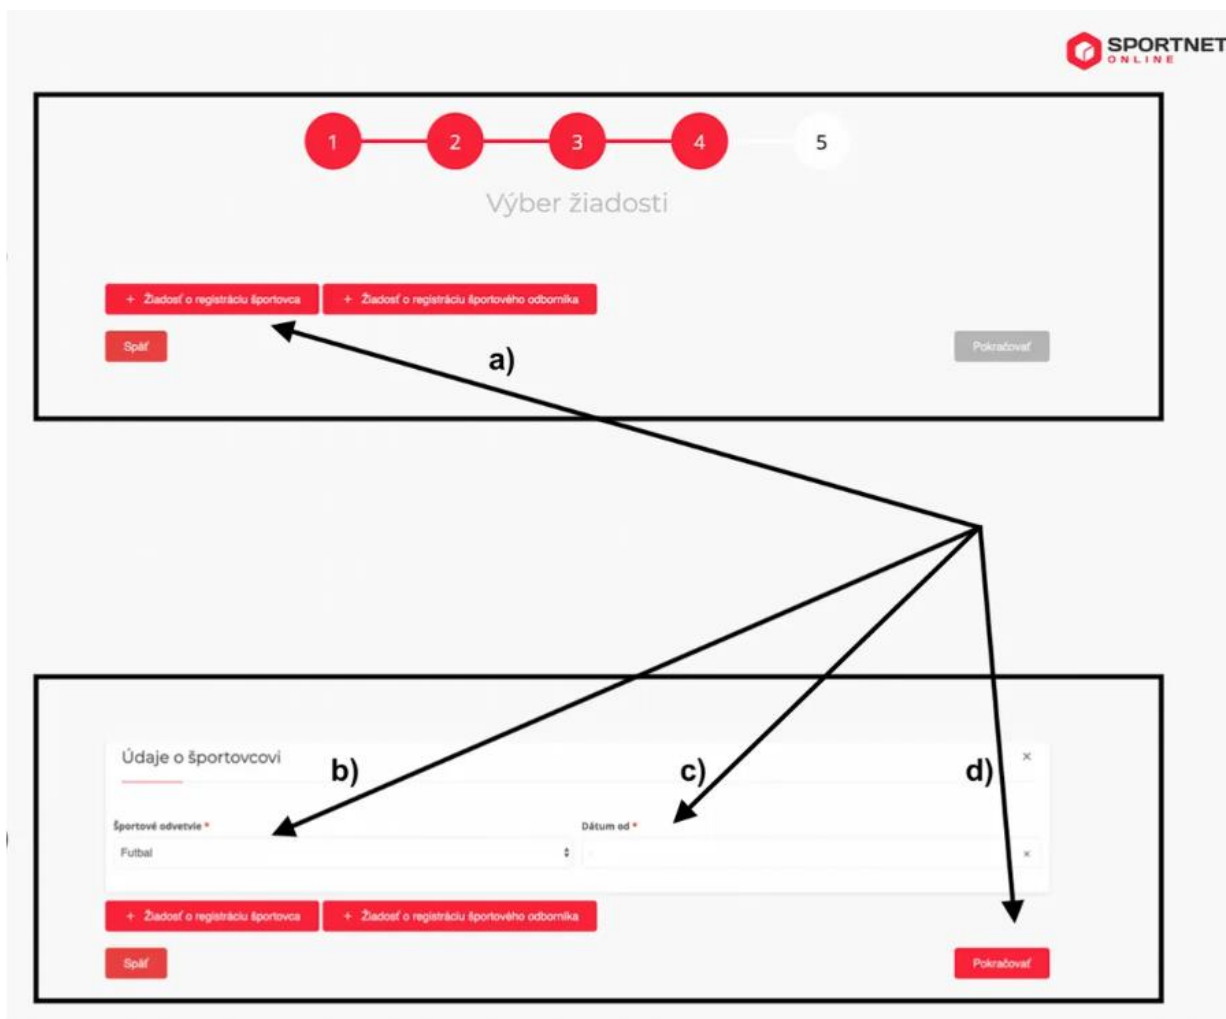 SPORTNET
ONLINE
1 2 3 4 5
Výber žiadosti
+ Žiadosť o registráciu športovca + Žiadosť o registráciu športového odborníka
Späť Pokračovať
a)
Údaje o športovcovi ×
b) c) d)
Športové odvetvie * Dátum od *
Futbal ×
+ Žiadosť o registráciu športovca + Žiadosť o registráciu športového odborníka
Späť Pokračovať